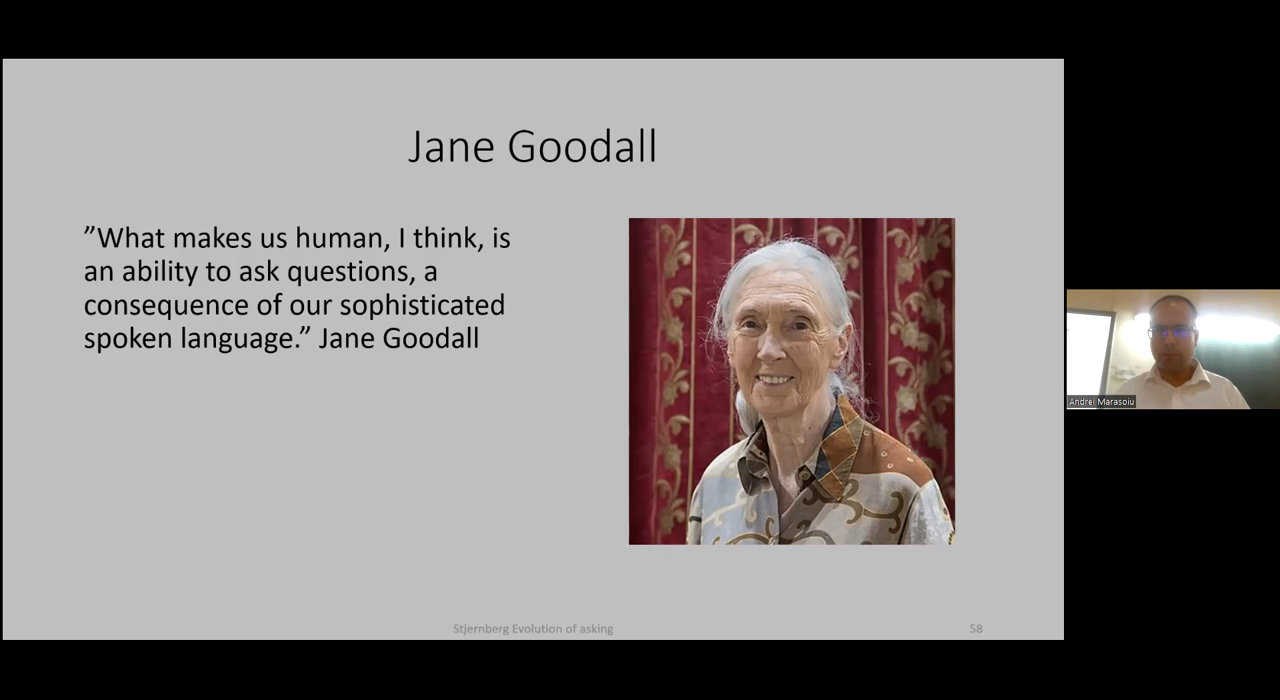 Jane Goodall
”What makes us human, I think, is
an ability to ask questions, a
consequence of our sophisticated
spoken language.” Jane Goodall
Andrei Marasoiu
Stjernberg Evolution of asking
58